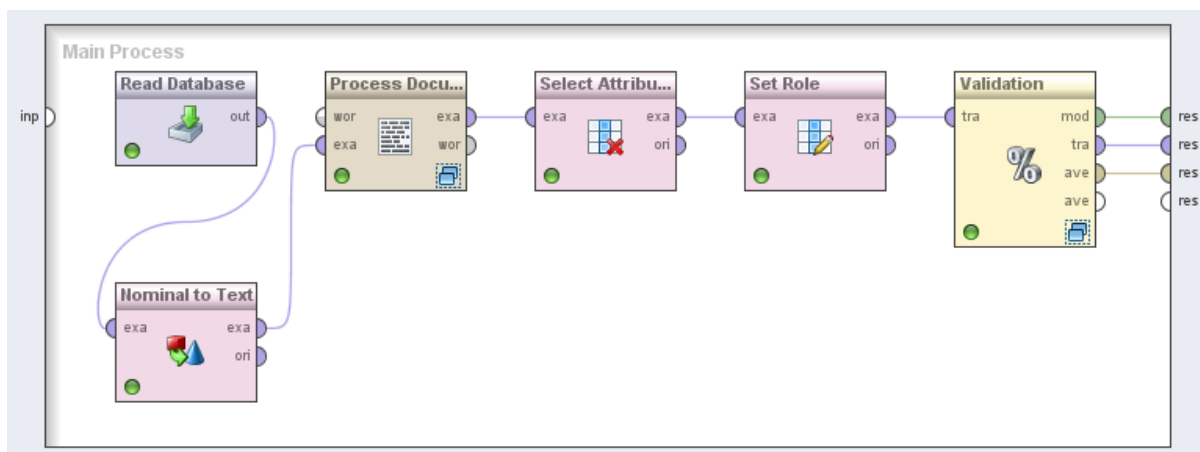 Main Process
Read Database
out
inp
Process Docu...
wor exa
exa wor
Select Attribu...
exa exa
ori
Set Role
exa exa
ori
Validation
tra mod
tra
%
ave
ave
res
res
res
res
Nominal to Text
exa exa
ori